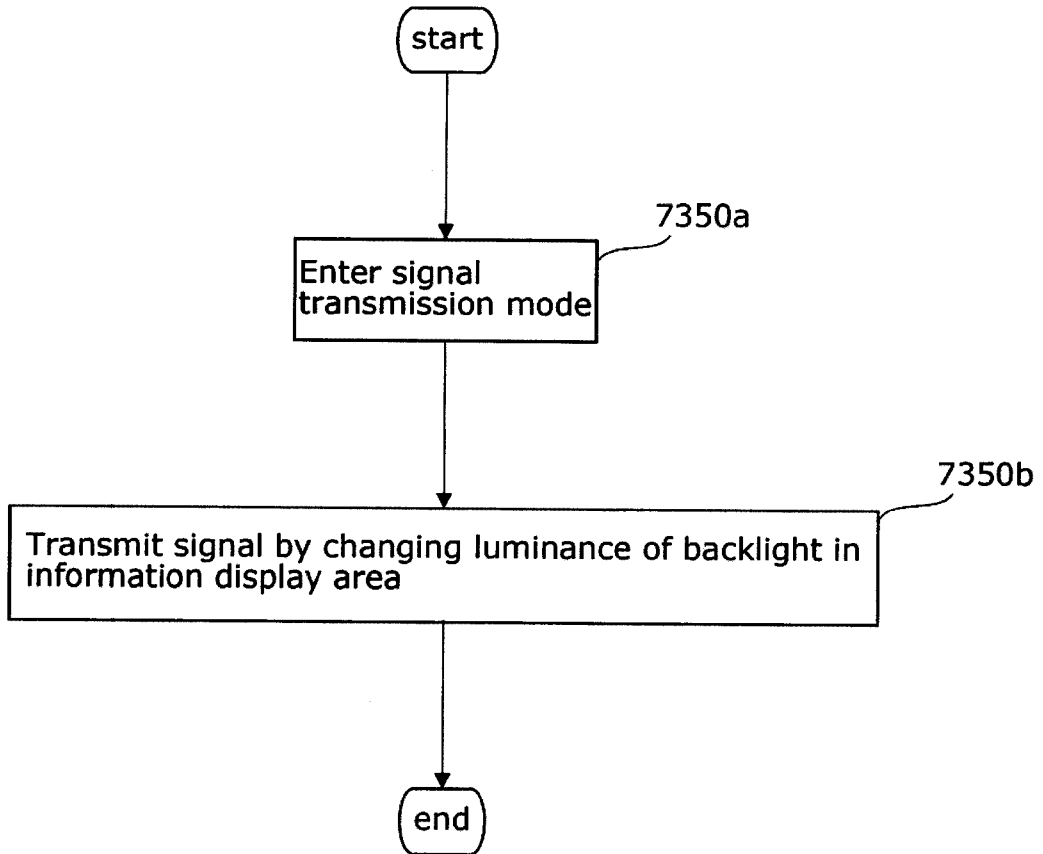 start
7350a
Enter signal
transmission mode
7350b
Transmit signal by changing luminance of backlight in
information display area
end